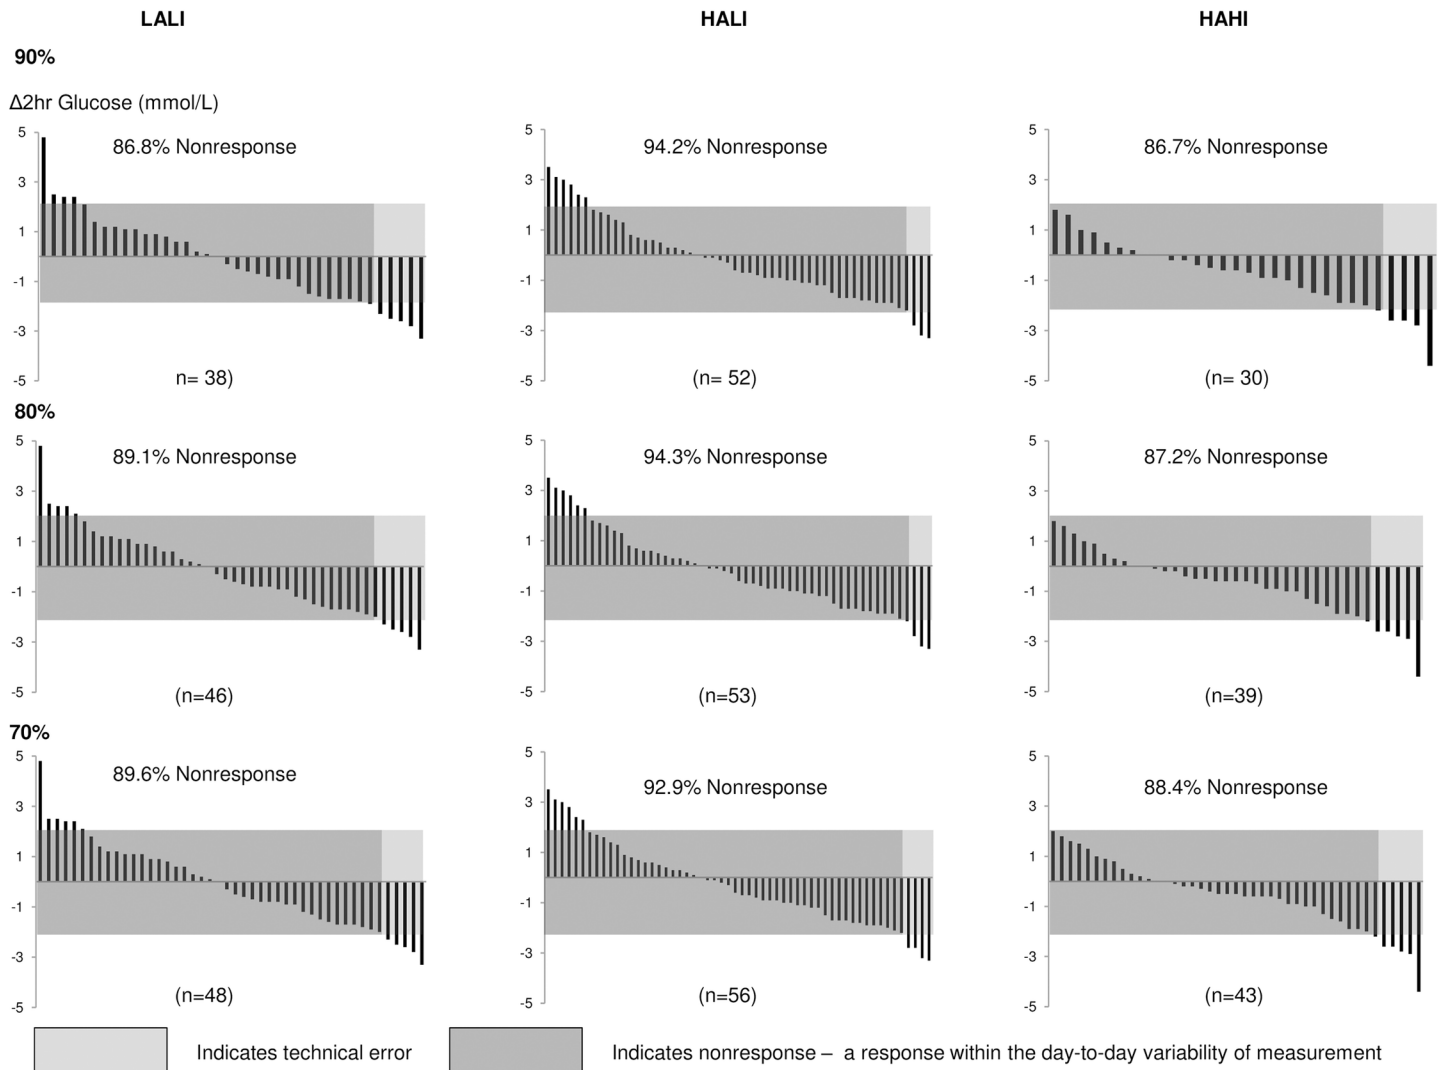 LALI HALI HAHI
90%
Δ2hr Glucose (mmol/L)
5 5 5
86.8% Nonresponse 94.2% Nonresponse 86.7% Nonresponse
3 3 3
1 1 1
-1 -1 -1
-3 -3 -3
-5 -5 -5
n= 38) (n= 52) (n= 30)
80%
5 5 5
89.1% Nonresponse 94.3% Nonresponse 87.2% Nonresponse
3 3 3
1 1 1
-1 -1 -1
-3 -3 -3
-5 -5 -5
(n=46) (n=53) (n=39)
70%
5 5 5
89.6% Nonresponse 92.9% Nonresponse 88.4% Nonresponse
3 3 3
1 1 1
-1 -1 -1
-3 -3 -3
-5 -5 -5
(n=48) (n=56) (n=43)
Indicates technical error Indicates nonresponse – a response within the day-to-day variability of measurement